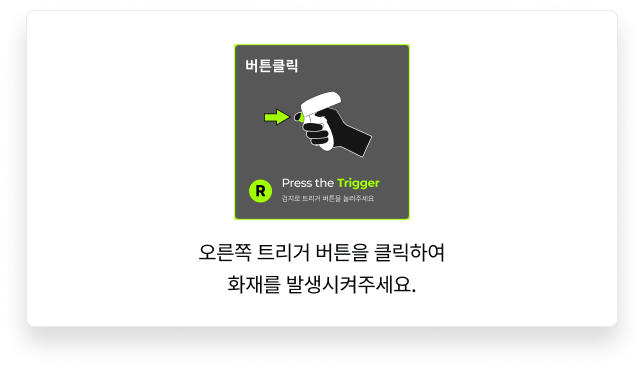 버튼클릭
R
Press the Trigger
검지로 트리거 버튼을 눌러주세요
오른쪽 트리거 버튼을 클릭하여
화재를 발생시켜주세요.